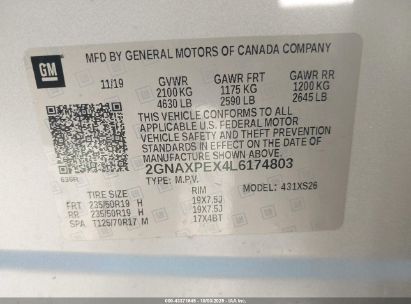 MFD BY GENERAL MOTORS OF CANADA COMPANY
GM
11/19 GVWR GAWR FRT GAWR RR
2100 KG 1175 KG 1200 KG
4630 LB 2590 LB 2645 LB
THIS VEHICLE CONFORMS TO ALL
APPLICABLE U.S. FEDERAL MOTOR
VEHICLE SAFETY AND THEFT
PREVENTION STANDARDS IN EFFECT
ON THE DATE OF MANUFACTURE
SHOWN ABOVE.
2GNAXPEX4L6174803
TYPE: M.P.V. MODEL: 431XS26
TIRE SIZE RIM
FRT 235/50R19 H 19X7.5J
RR 235/50R19 H 19X7.5J
SP T125/70R17 M 17X4BT